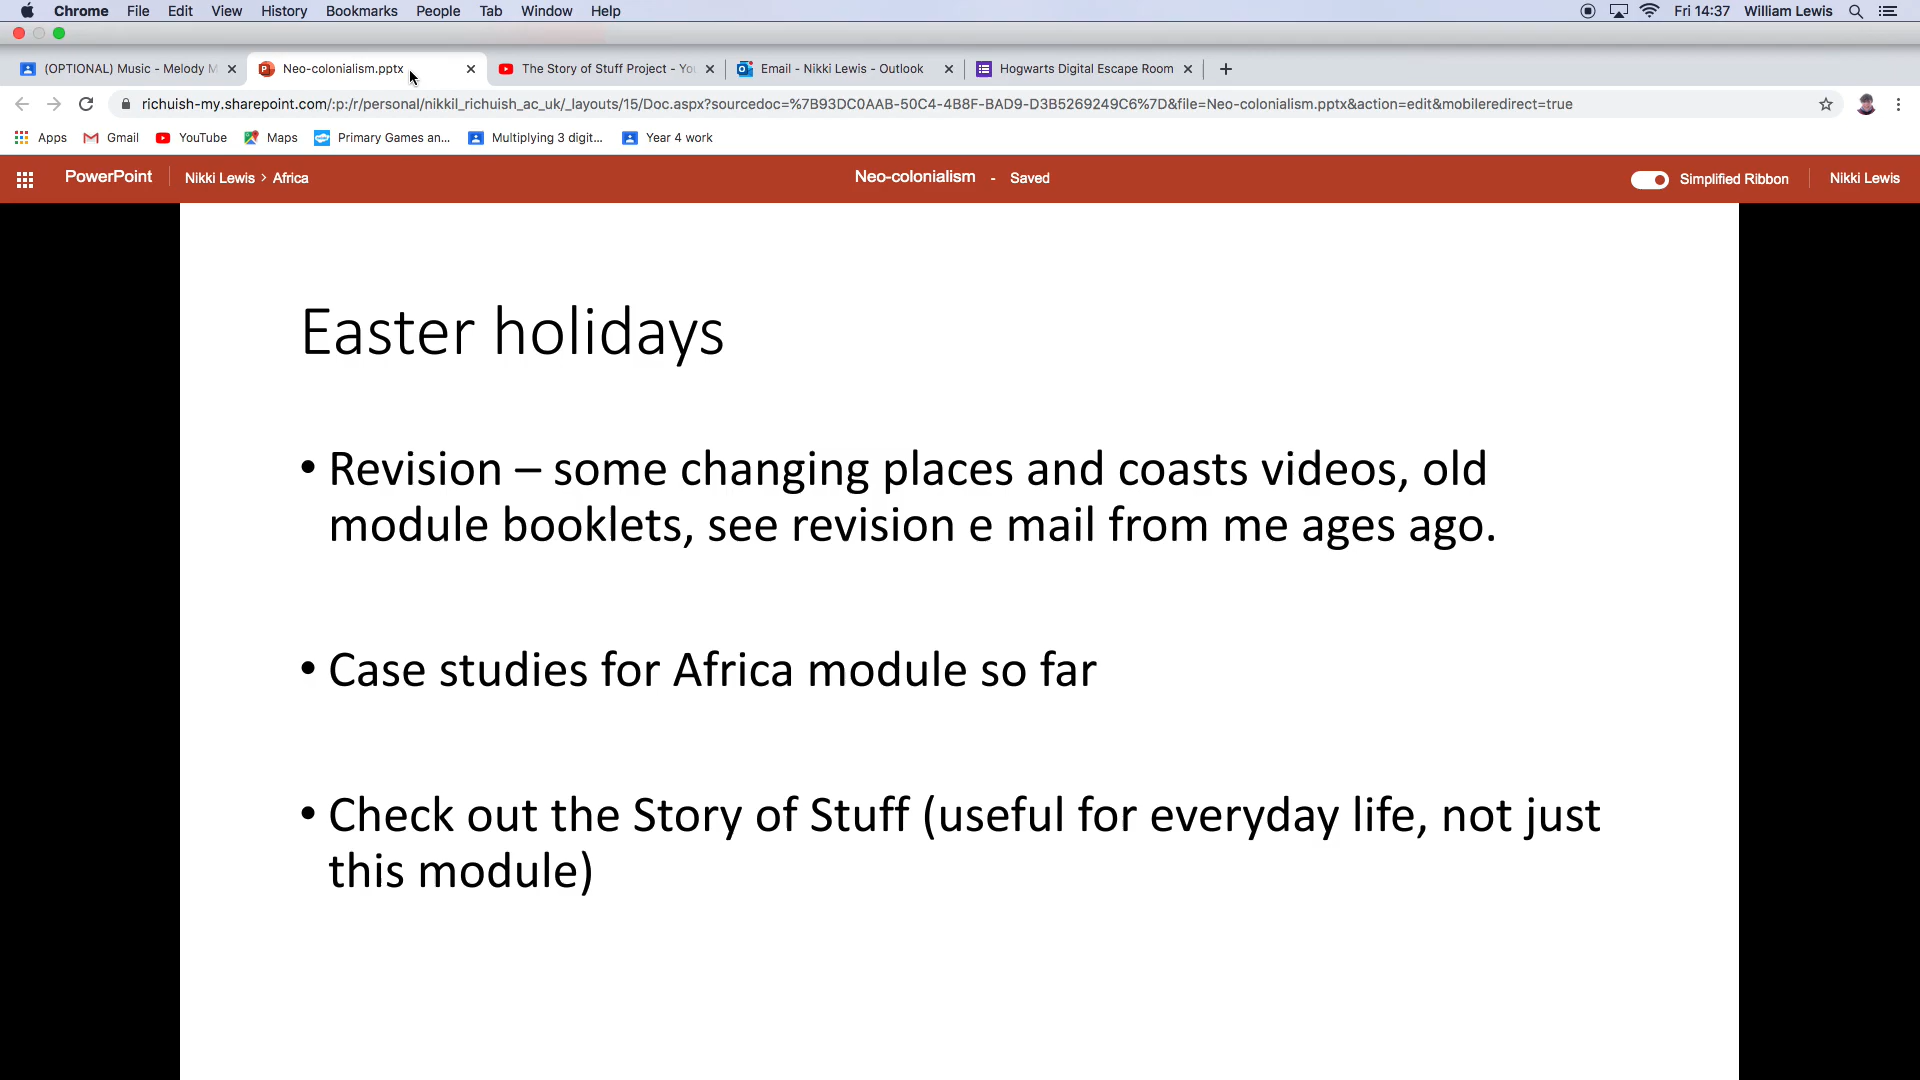 Chrome File Edit View History Bookmarks People Tab Window Help Fri 14:37 William Lewis
(OPTIONAL) Music - Melody M Neo-colonialism.pptx The Story of Stuff Project - You Email - Nikki Lewis - Outlook Hogwarts Digital Escape Room
richuish-my.sharepoint.com/:p:/r/personal/nikkil_richuish_ac_uk/_layouts/15/Doc.aspx?sourcedoc=%7B93DC0AAB-50C4-4B8F-BAD9-D3B5269249C6%7D&file=Neo-colonialism.pptx&action=edit&mobileredirect=true
Apps Gmail YouTube Maps Primary Games an... Multiplying 3 digit... Year 4 work
PowerPoint Nikki Lewis > Africa Neo-colonialism - Saved Simplified Ribbon Nikki Lewis
Easter holidays
• Revision – some changing places and coasts videos, old
module booklets, see revision e mail from me ages ago.
• Case studies for Africa module so far
• Check out the Story of Stuff (useful for everyday life, not just
this module)